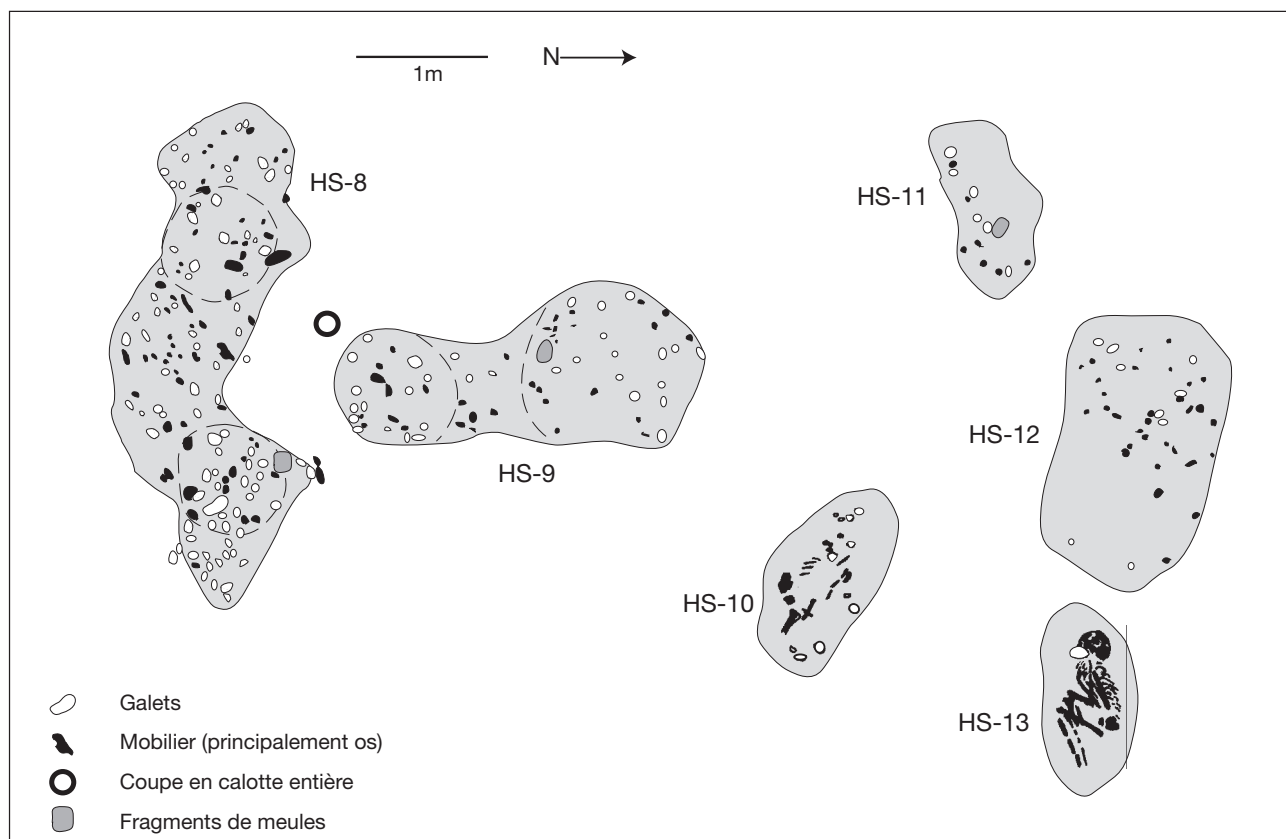 1m
N
HS-8
HS-11
HS-12
HS-9
HS-10
HS-13
Galets
Mobilier (principalement os)
Coupe en calotte entière
Fragments de meules